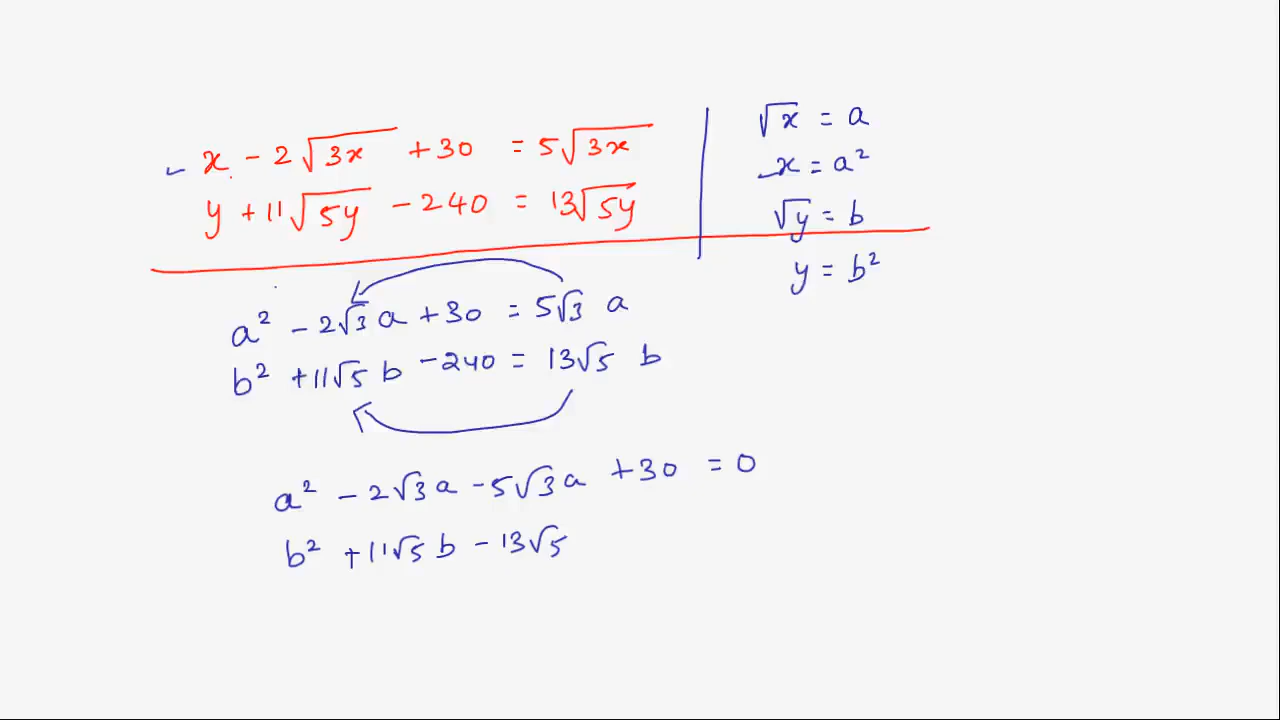 x - 2√3x + 30 = 5√3x
y + 11√5y - 240 = 13√5y
√x = a
x = a²
√y = b
y = b²
a² - 2√3 a + 30 = 5√3 a
b² + 11√5 b - 240 = 13√5 b
a² - 2√3 a - 5√3 a + 30 = 0
b² + 11√5 b - 13√5